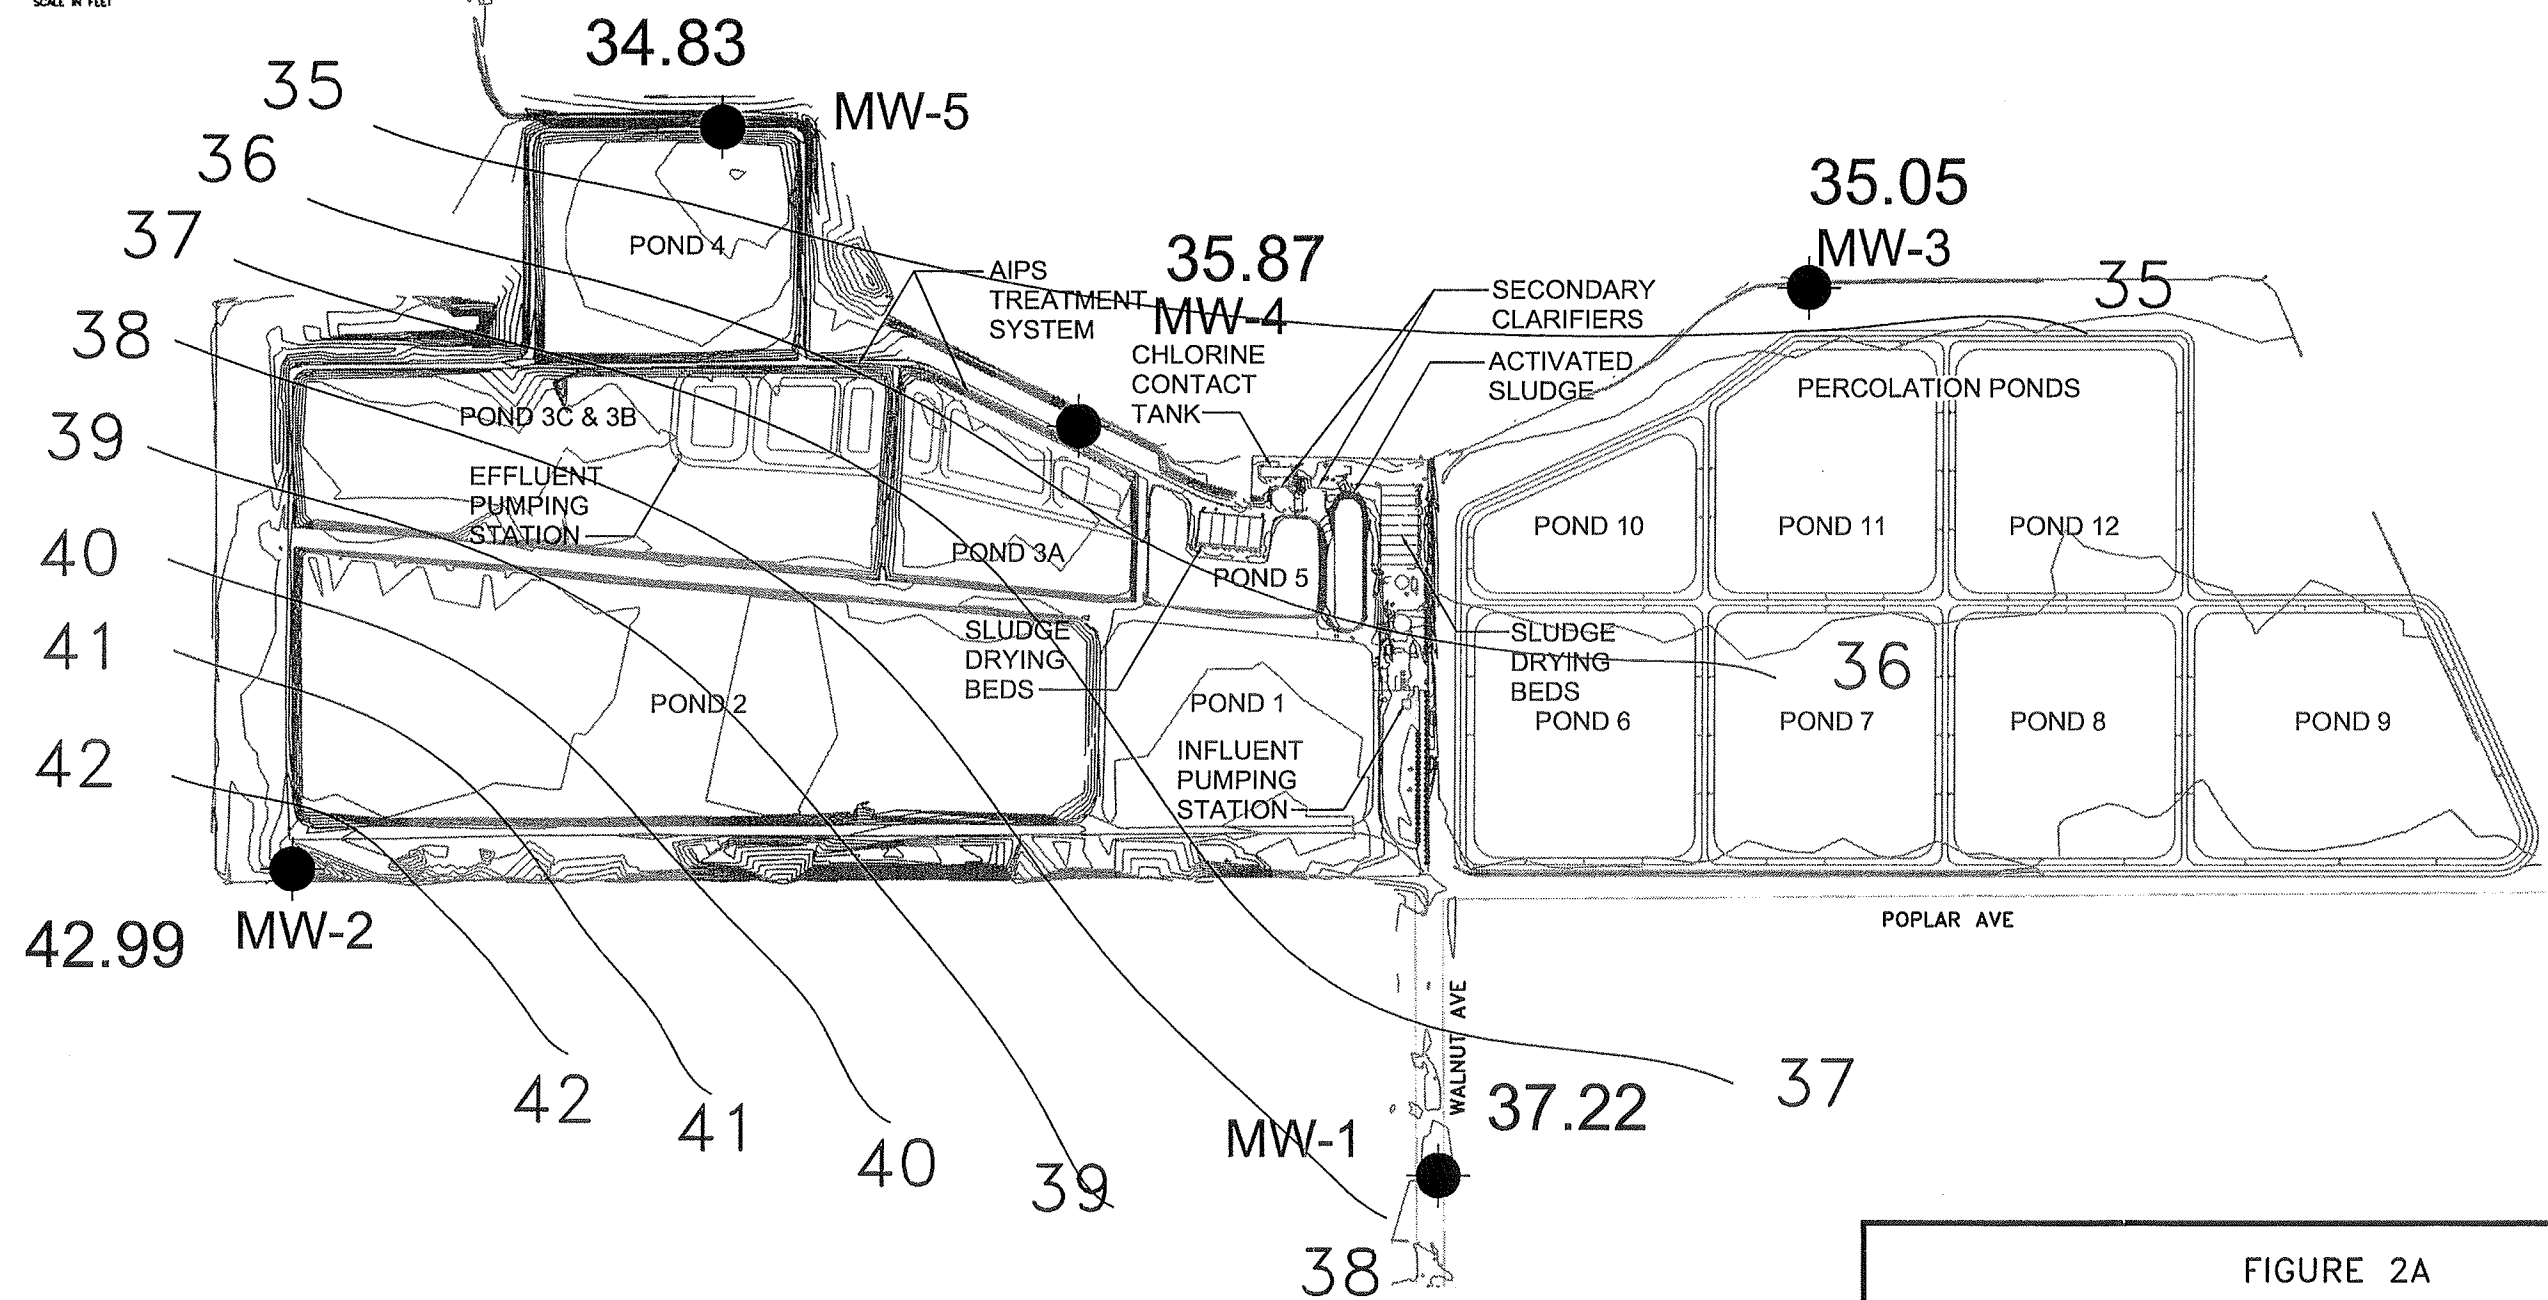 SCALE IN FEET
34.83
MW-5
35
36
37
38
39
40
41
42
POND 4
35.87
MW-4
AIPS
TREATMENT
SYSTEM
CHLORINE
CONTACT
TANK
SECONDARY
CLARIFIERS
ACTIVATED
SLUDGE
35.05
MW-3
35
PERCOLATION PONDS
POND 3C & 3B
EFFLUENT
PUMPING
STATION
POND 3A
POND 5
POND 10
POND 11
POND 12
SLUDGE
DRYING
BEDS
SLUDGE
DRYING
BEDS
36
POND 2
POND 1
POND 6
POND 7
POND 8
POND 9
INFLUENT
PUMPING
STATION
42.99
MW-2
POPLAR AVE
WALNUT AVE
42
41
40
39
38
MW-1
37.22
37
FIGURE 2A